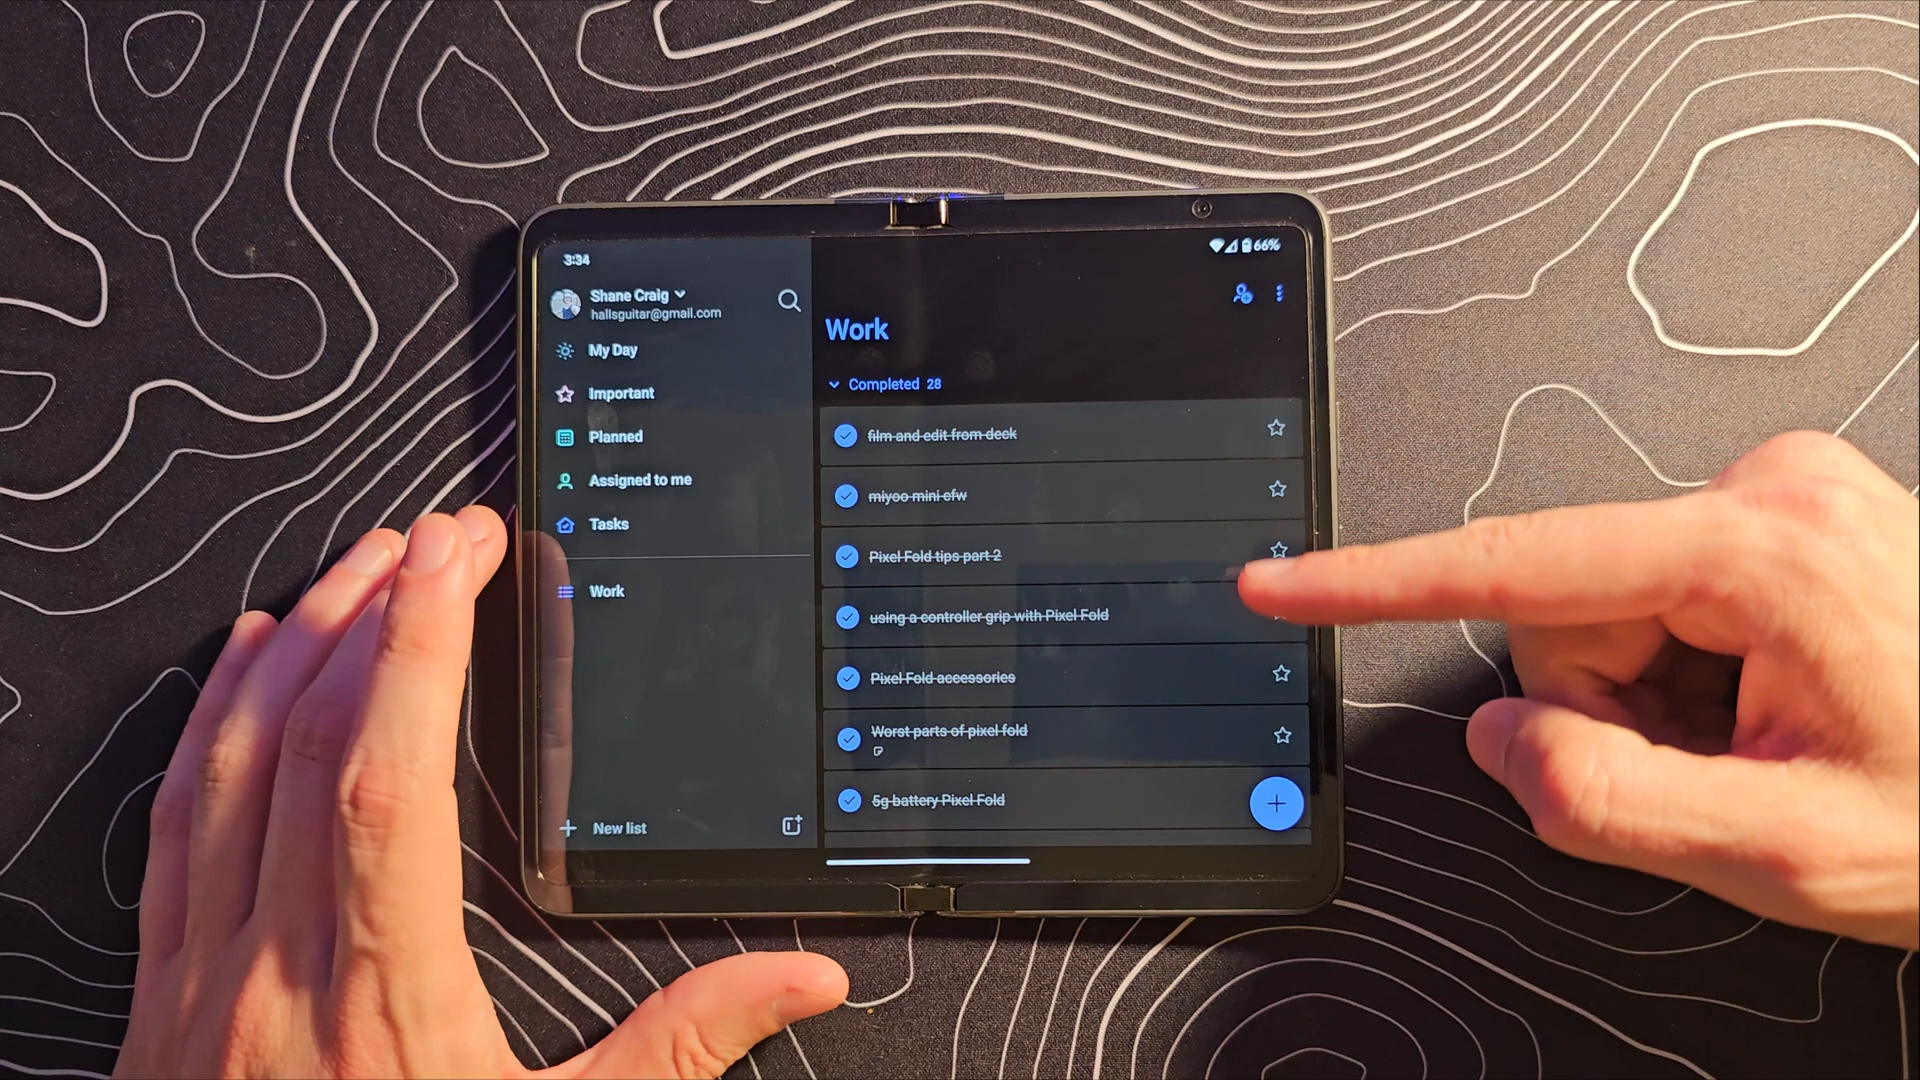 3:34
66%
Shane Craig
hallsguitar@gmail.com
My Day
Important
Planned
Assigned to me
Tasks
Work
New list
Work
Completed 28
film and edit from deck
miyoo mini cfw
Pixel Fold tips part 2
using a controller grip with Pixel Fold
Pixel Fold accessories
Worst parts of pixel fold
5g battery Pixel Fold